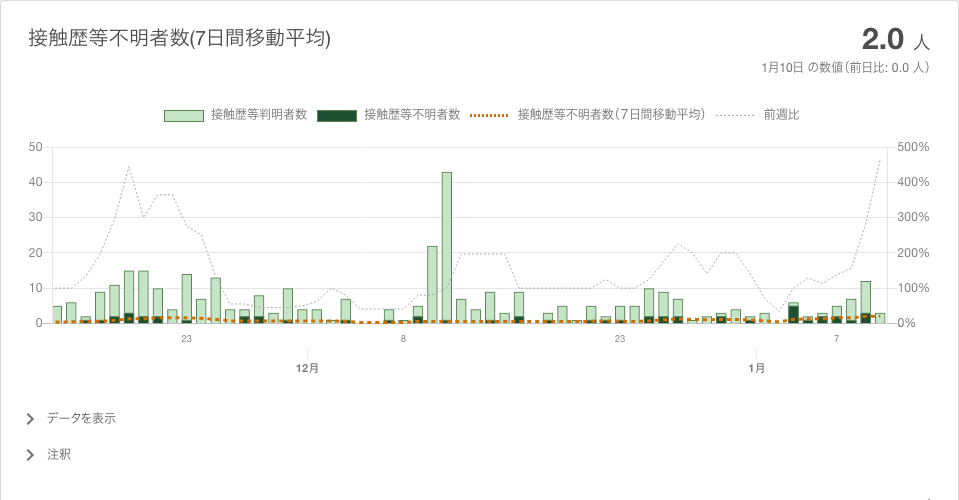 接触歴等不明者数(7日間移動平均)
2.0 人
1月10日 の数値（前日比: 0.0 人）
接触歴等判明者数 接触歴等不明者数 接触歴等不明者数（7日間移動平均） 前週比
50 500%
40 400%
30 300%
20 200%
10 100%
0 0%
23 8 23 7
12月 1月
データを表示
注釈